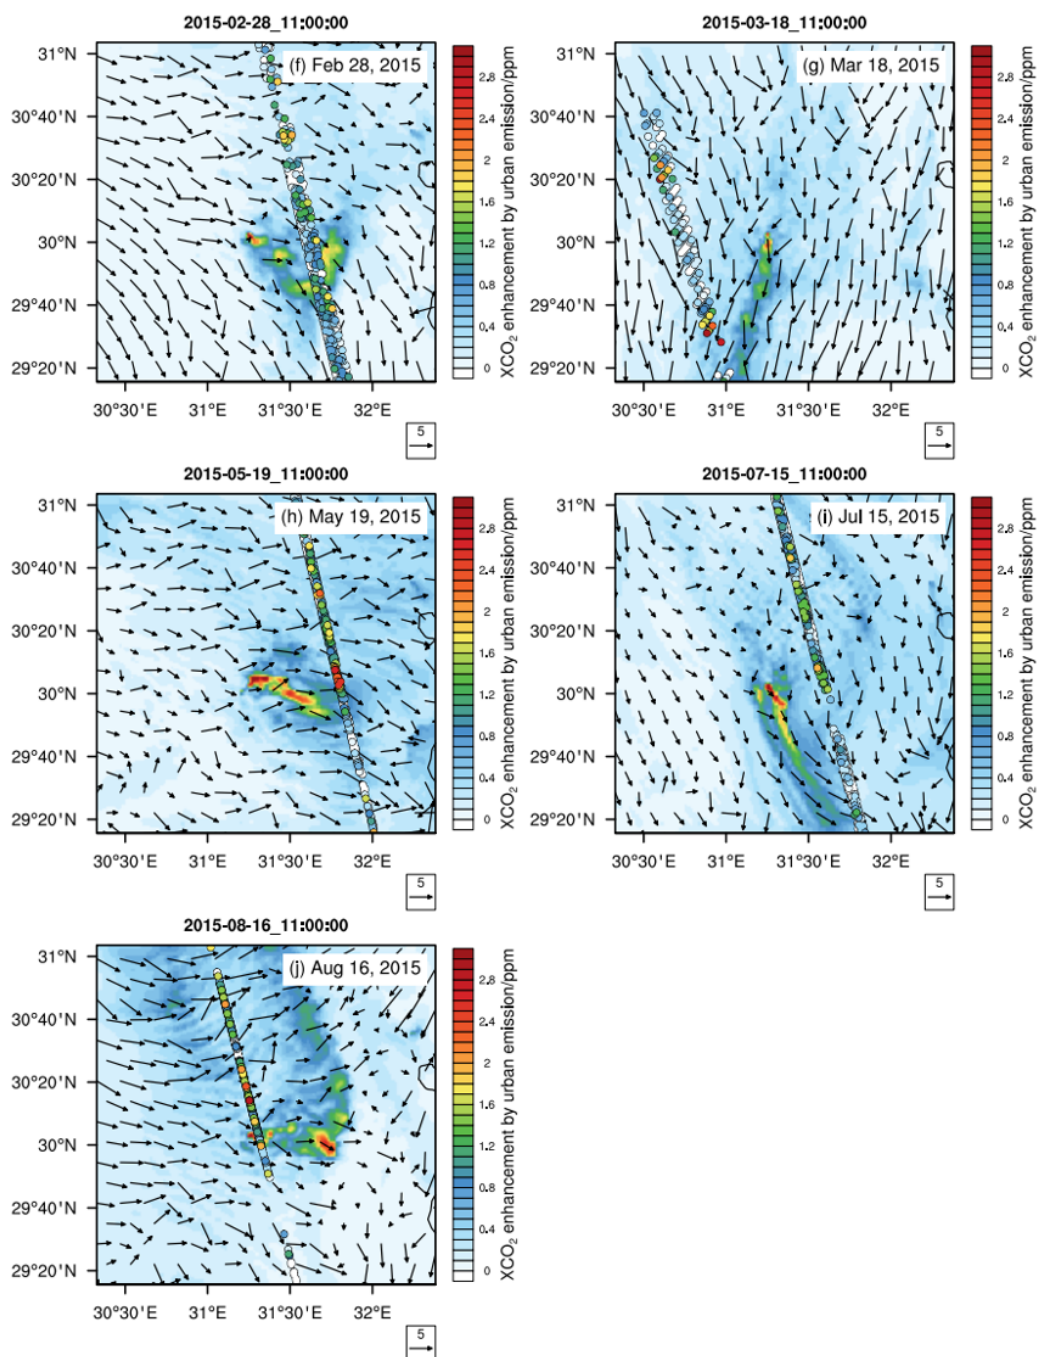 2015-02-28_11:00:00
(f) Feb 28, 2015
31°N
30°40'N
30°20'N
30°N
29°40'N
29°20'N
30°30'E 31°E 31°30'E 32°E
2.8
2.4
2
1.6
1.2
0.8
0.4
0
XCO2 enhancement by urban emission/ppm
5
2015-03-18_11:00:00
(g) Mar 18, 2015
31°N
30°40'N
30°20'N
30°N
29°40'N
29°20'N
30°30'E 31°E 31°30'E 32°E
2.8
2.4
2
1.6
1.2
0.8
0.4
0
XCO2 enhancement by urban emission/ppm
5
2015-05-19_11:00:00
(h) May 19, 2015
31°N
30°40'N
30°20'N
30°N
29°40'N
29°20'N
30°30'E 31°E 31°30'E 32°E
2.8
2.4
2
1.6
1.2
0.8
0.4
0
XCO2 enhancement by urban emission/ppm
5
2015-07-15_11:00:00
(i) Jul 15, 2015
31°N
30°40'N
30°20'N
30°N
29°40'N
29°20'N
30°30'E 31°E 31°30'E 32°E
2.8
2.4
2
1.6
1.2
0.8
0.4
0
XCO2 enhancement by urban emission/ppm
5
2015-08-16_11:00:00
(j) Aug 16, 2015
31°N
30°40'N
30°20'N
30°N
29°40'N
29°20'N
30°30'E 31°E 31°30'E 32°E
2.8
2.4
2
1.6
1.2
0.8
0.4
0
XCO2 enhancement by urban emission/ppm
5